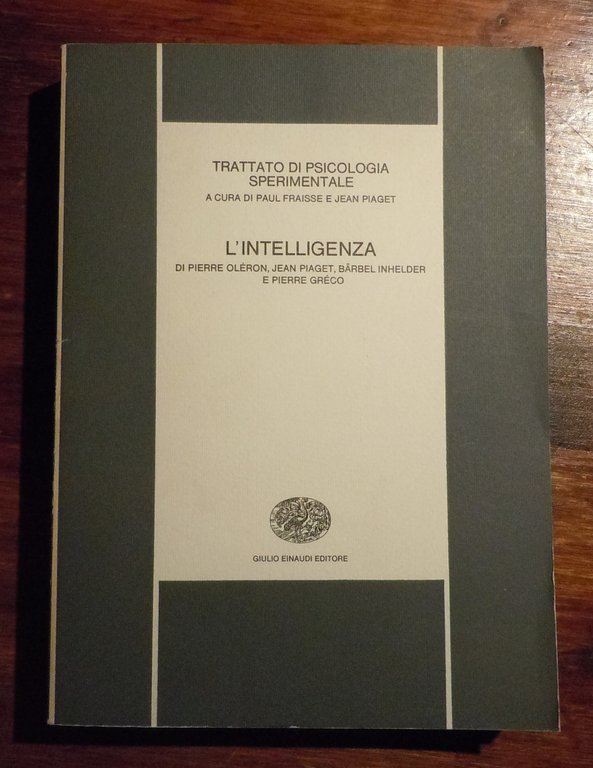 TRATTATO DI PSICOLOGIA
SPERIMENTALE
A CURA DI PAUL FRAISSE E JEAN PIAGET
L'INTELLIGENZA
DI PIERRE OLÉRON, JEAN PIAGET, BÄRBEL INHELDER
E PIERRE GRÉCO
GIULIO EINAUDI EDITORE